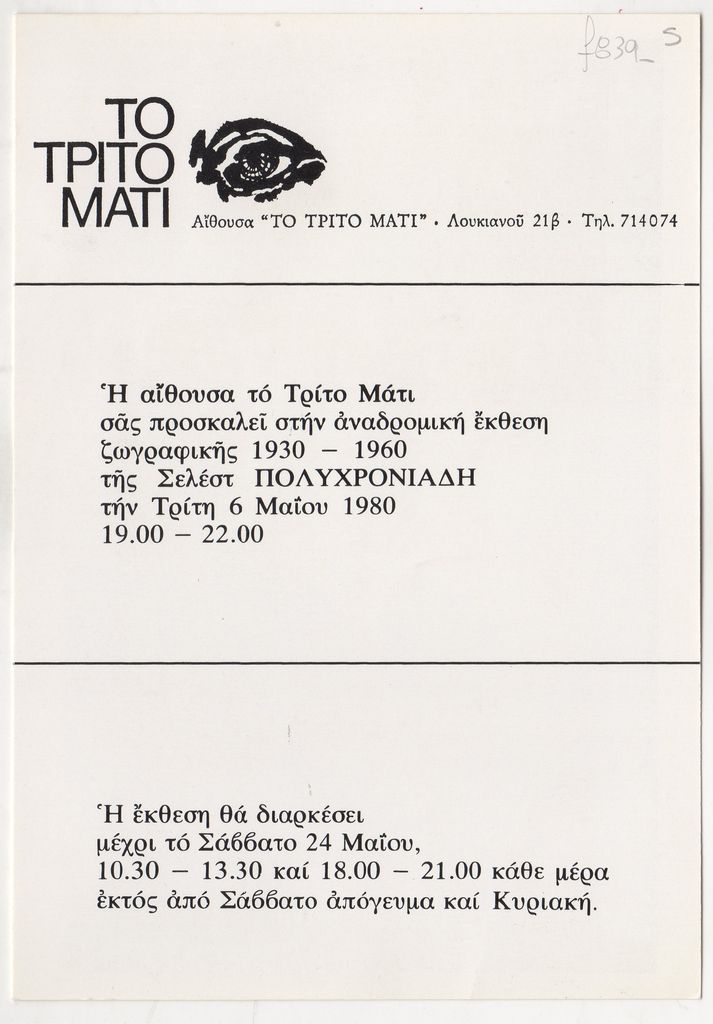 f839_ S
ΤΟ
ΤΡΙΤΟ
ΜΑΤΙ
Αἴθουσα “ΤΟ ΤΡΙΤΟ ΜΑΤΙ” · Λουκιανοῦ 21β · Τηλ. 714074
Ἡ αἴθουσα τό Τρίτο Μάτι
σᾶς προσκαλεῖ στήν ἀναδρομική ἔκθεση
ζωγραφικῆς 1930 – 1960
τῆς Σελέστ ΠΟΛΥΧΡΟΝΙΑΔΗ
τήν Τρίτη 6 Μαΐου 1980
19.00 – 22.00
Ἡ ἔκθεση θά διαρκέσει
μέχρι τό Σάββατο 24 Μαΐου,
10.30 – 13.30 καί 18.00 – 21.00 κάθε μέρα
ἐκτός ἀπό Σάββατο ἀπόγευμα καί Κυριακή.